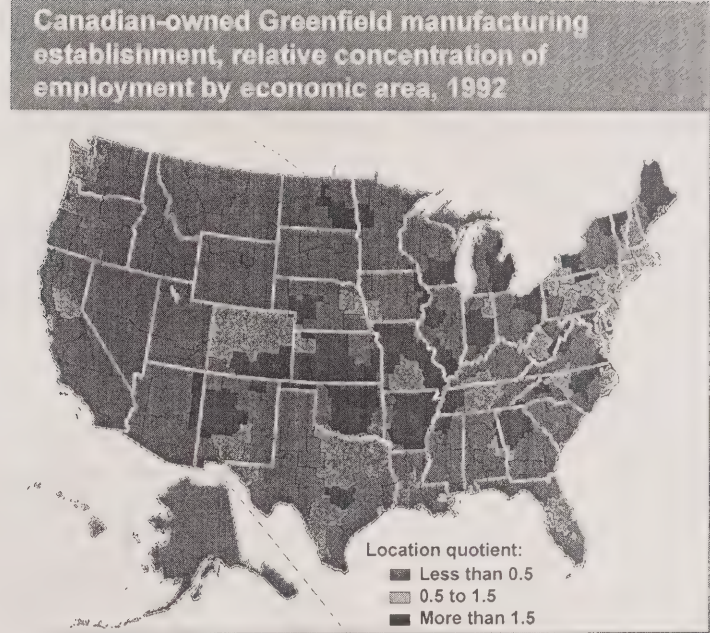 Canadian-owned Greenfield manufacturing
establishment, relative concentration of
employment by economic area, 1992
Location quotient:
Less than 0.5
0.5 to 1.5
More than 1.5